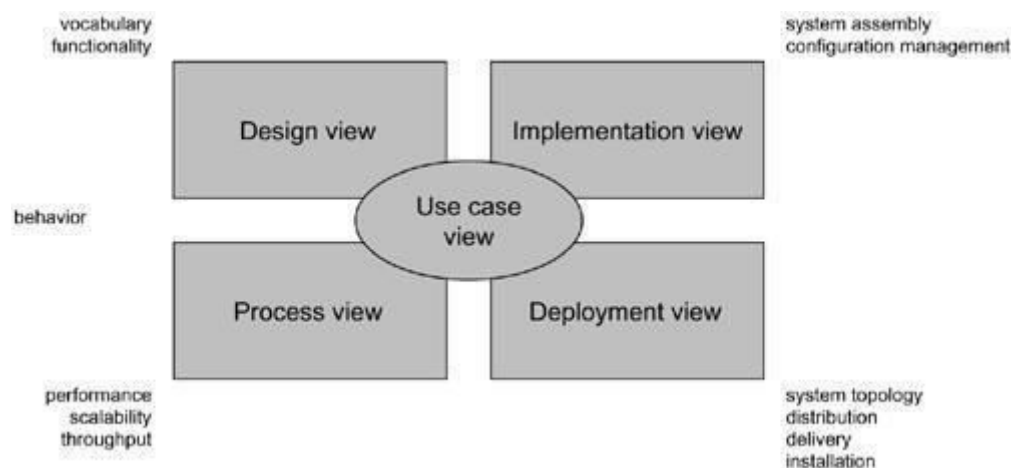 vocabulary
functionality
system assembly
configuration management
Design view
Implementation view
behavior
Use case
view
Process view
Deployment view
performance
scalability
throughput
system topology
distribution
delivery
installation